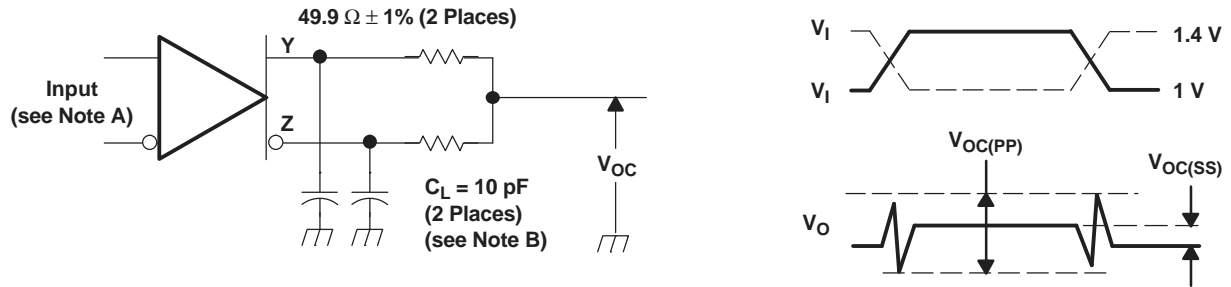 49.9 Ω ± 1% (2 Places)
Y
Input
(see Note A)
Z
V_OC
C_L = 10 pF
(2 Places)
(see Note B)
V_I
1.4 V
V_I
1 V
V_OC(PP)
V_OC(SS)
V_O